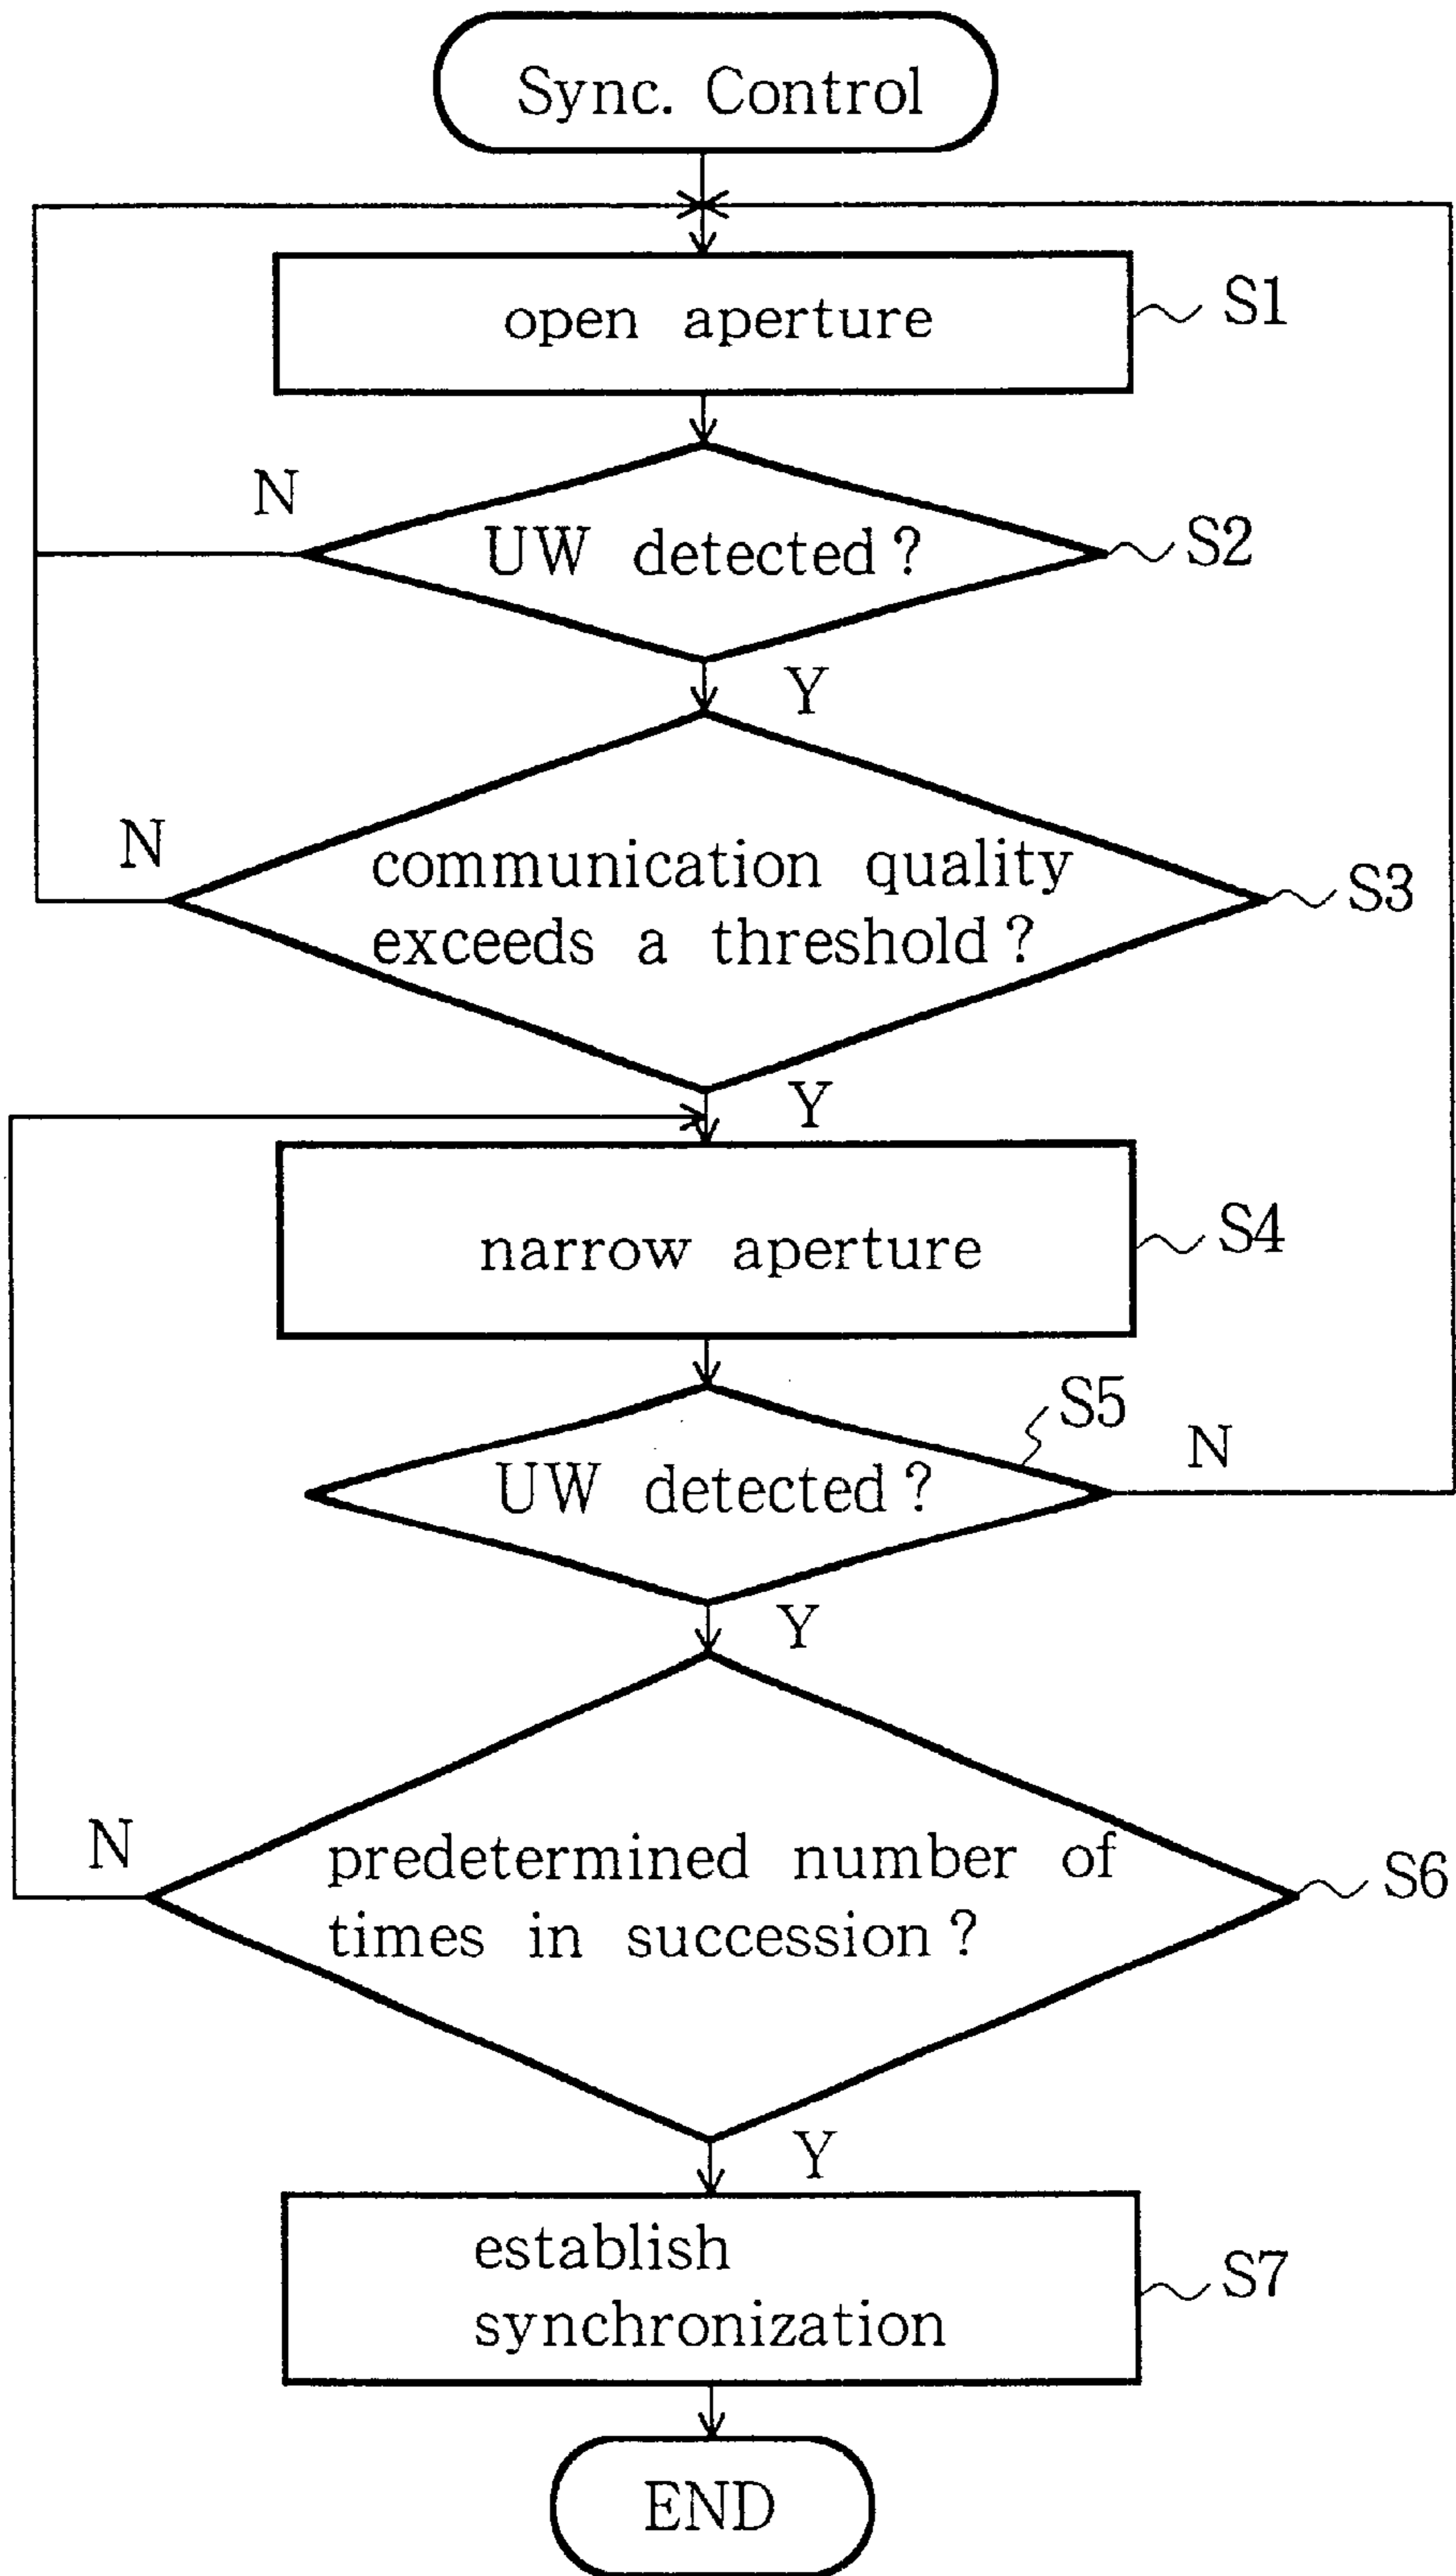 Sync. Control
open aperture
S1
N
UW detected?
S2
Y
N
communication quality
exceeds a threshold?
S3
Y
narrow aperture
S4
S5
N
UW detected?
Y
N
predetermined number of
times in succession?
S6
Y
establish
synchronization
S7
END